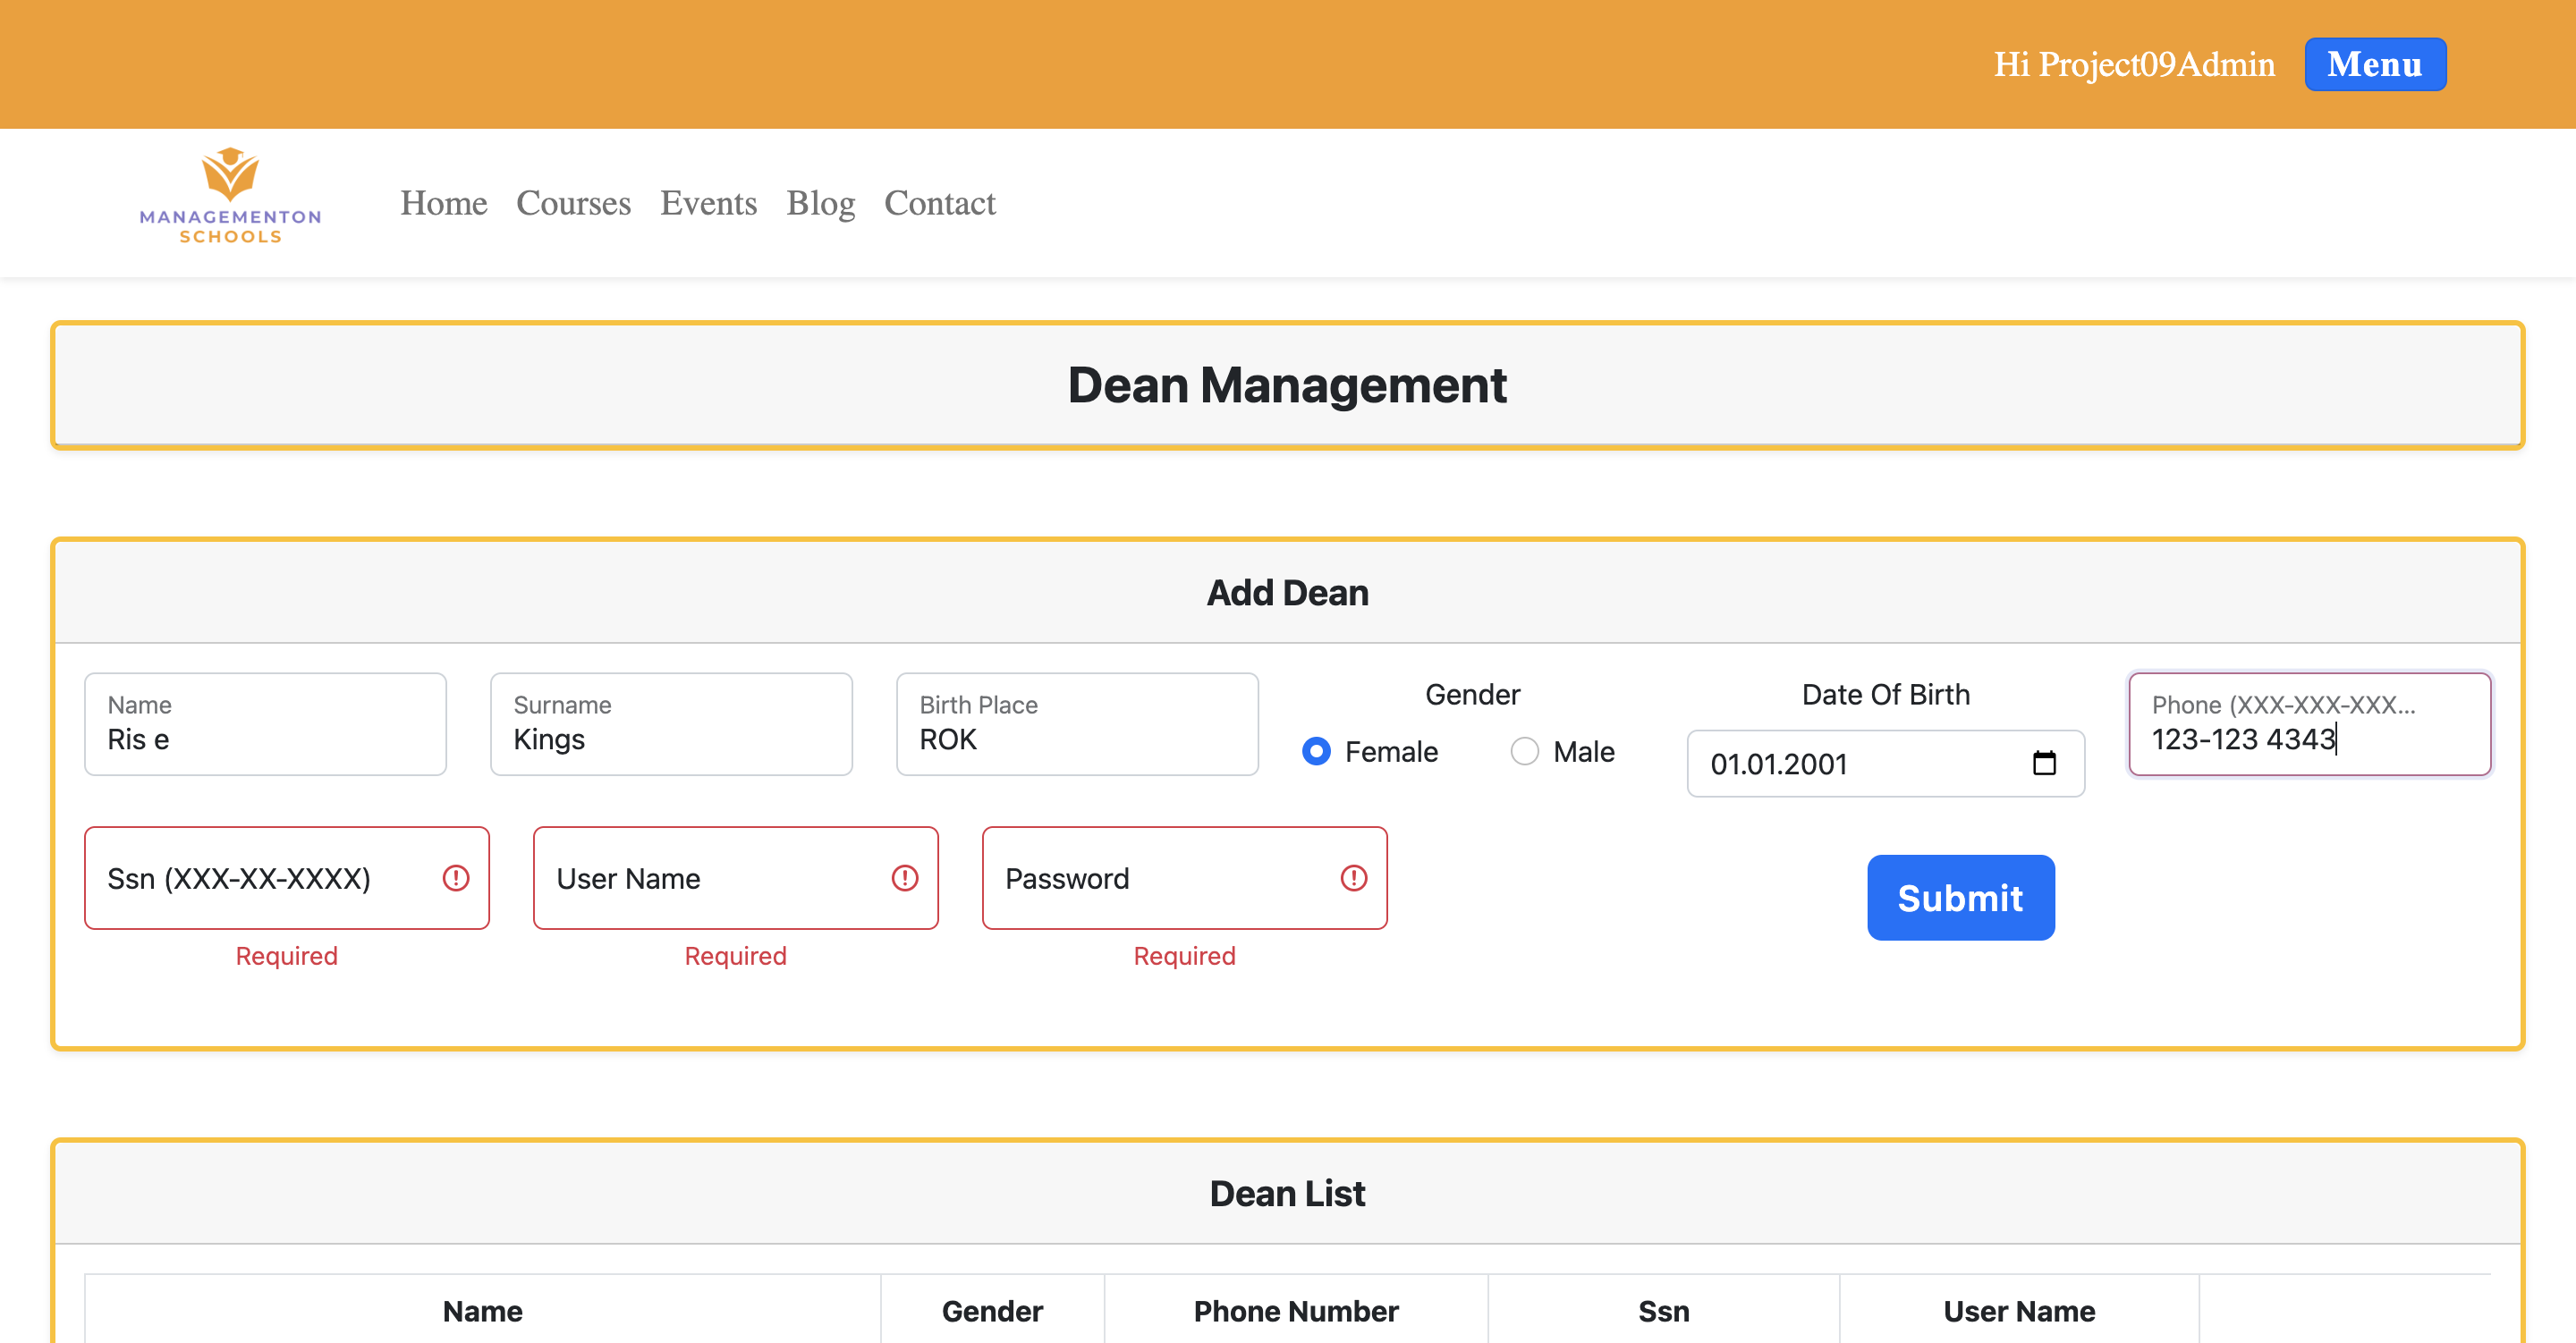 Hi Project09Admin Menu
MANAGEMENTON
SCHOOLS
Home Courses Events Blog Contact
Dean Management
Add Dean
Name
Ris e
Surname
Kings
Birth Place
ROK
Gender
Female Male
Date Of Birth
01.01.2001
Phone (XXX-XXX-XXX...
123-123 4343
Ssn (XXX-XX-XXXX)
Required
User Name
Required
Password
Required
Submit
Dean List
Name Gender Phone Number Ssn User Name